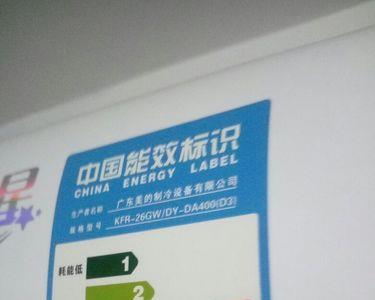 中国能效标识
CHINA ENERGY LABEL
生产者名称 广东美的制冷设备有限公司
规格型号 KFR-26GW/DY-DA400(D3)
耗能低 1
2